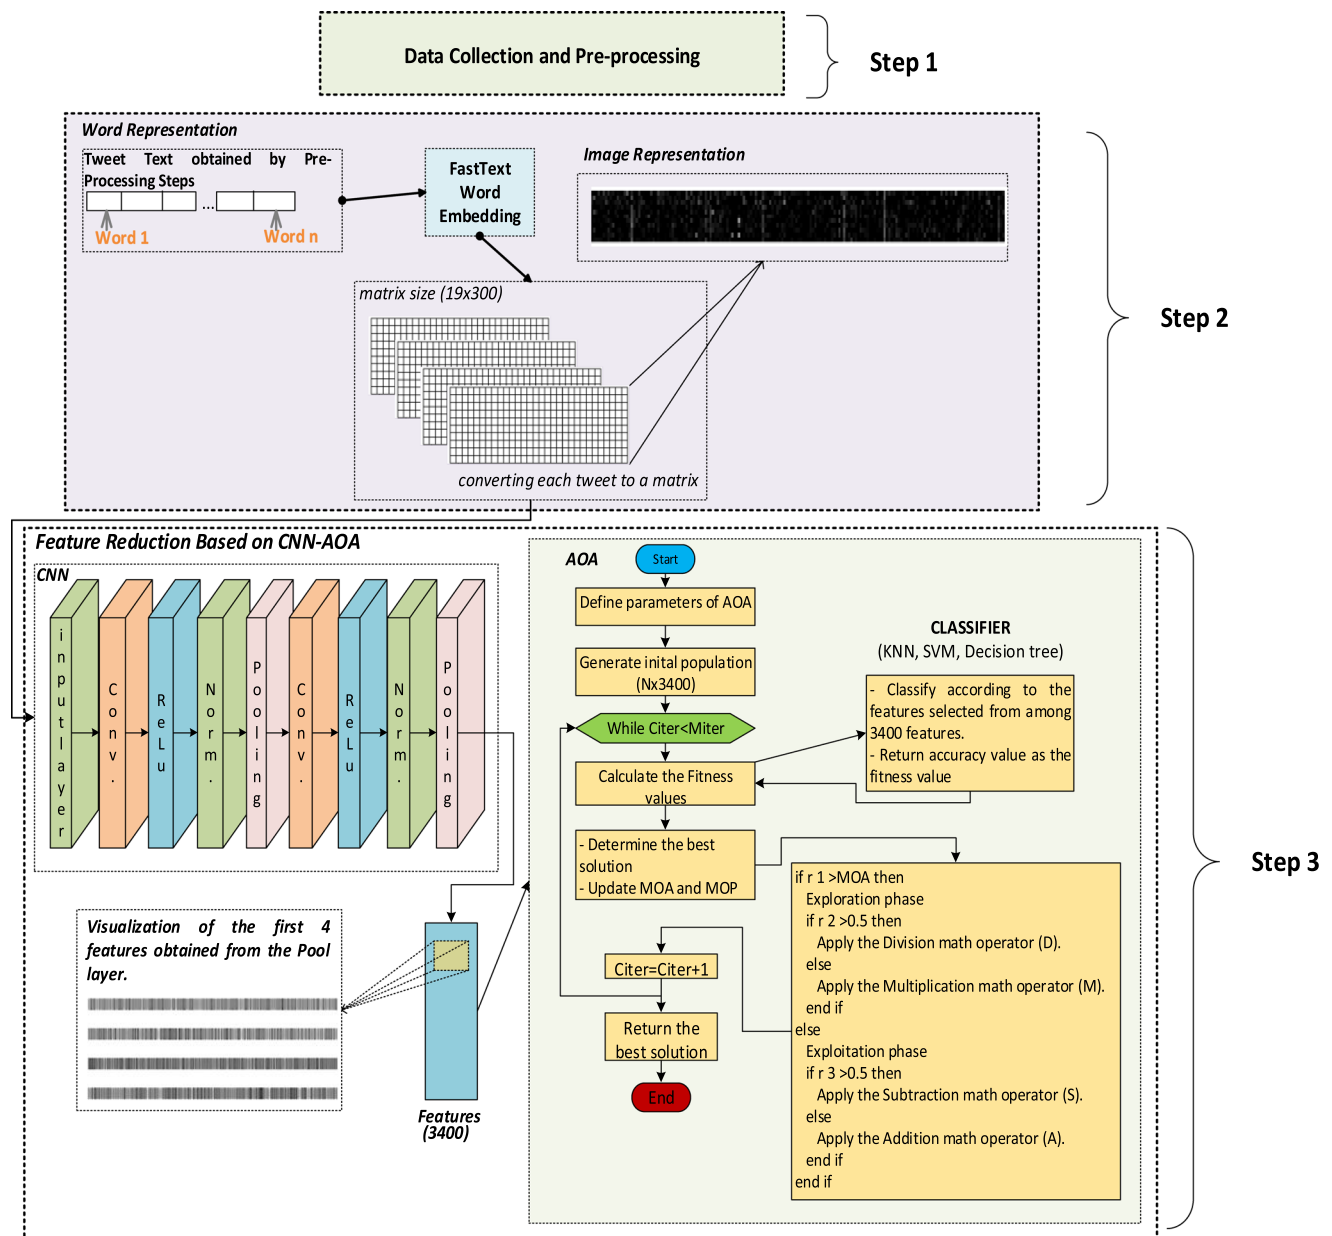 Data Collection and Pre-processing
Step 1
Word Representation
Tweet Text obtained by Pre-
Processing Steps
...
Word 1
Word n
FastText
Word
Embedding
Image Representation
matrix size (19x300)
converting each tweet to a matrix
Step 2
Feature Reduction Based on CNN-AOA
CNN
inputlayer
Conv.
ReLu
Norm.
Pooling
Conv.
ReLu
Norm.
Pooling
Visualization of the first 4
features obtained from the Pool
layer.
Features
(3400)
AOA
Start
Define parameters of AOA
Generate inital population
(Nx3400)
While Citer<Miter
Calculate the Fitness
values
- Determine the best
solution
- Update MOA and MOP
Citer=Citer+1
Return the
best solution
End
CLASSIFIER
(KNN, SVM, Decision tree)
- Classify according to the
features selected from among
3400 features.
- Return accuracy value as the
fitness value
if r 1 >MOA then
Exploration phase
if r 2 >0.5 then
Apply the Division math operator (D).
else
Apply the Multiplication math operator (M).
end if
else
Exploitation phase
if r 3 >0.5 then
Apply the Subtraction math operator (S).
else
Apply the Addition math operator (A).
end if
end if
Step 3